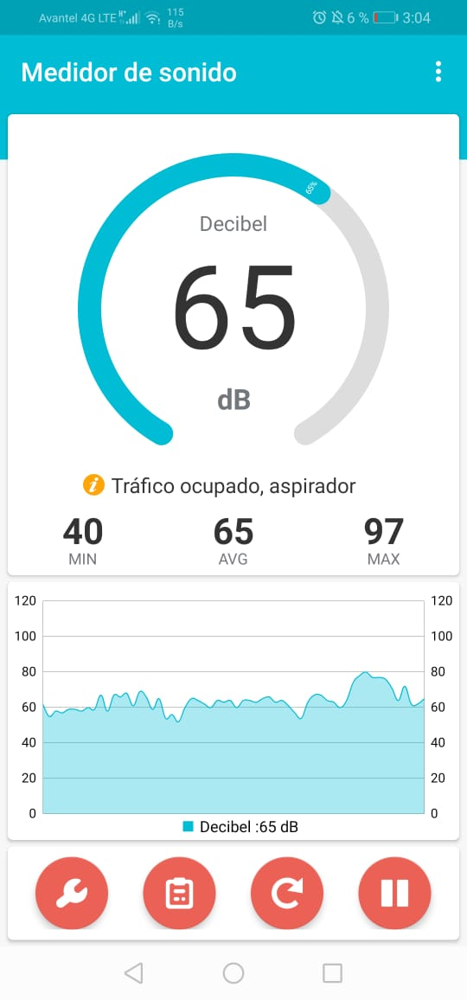 Avantel 4G LTE 115 B/s 6 % 3:04
Medidor de sonido
65%
Decibel
65
dB
Tráfico ocupado, aspirador
40 65 97
MIN AVG MAX
120 120
100 100
80 80
60 60
40 40
20 20
0 0
Decibel :65 dB